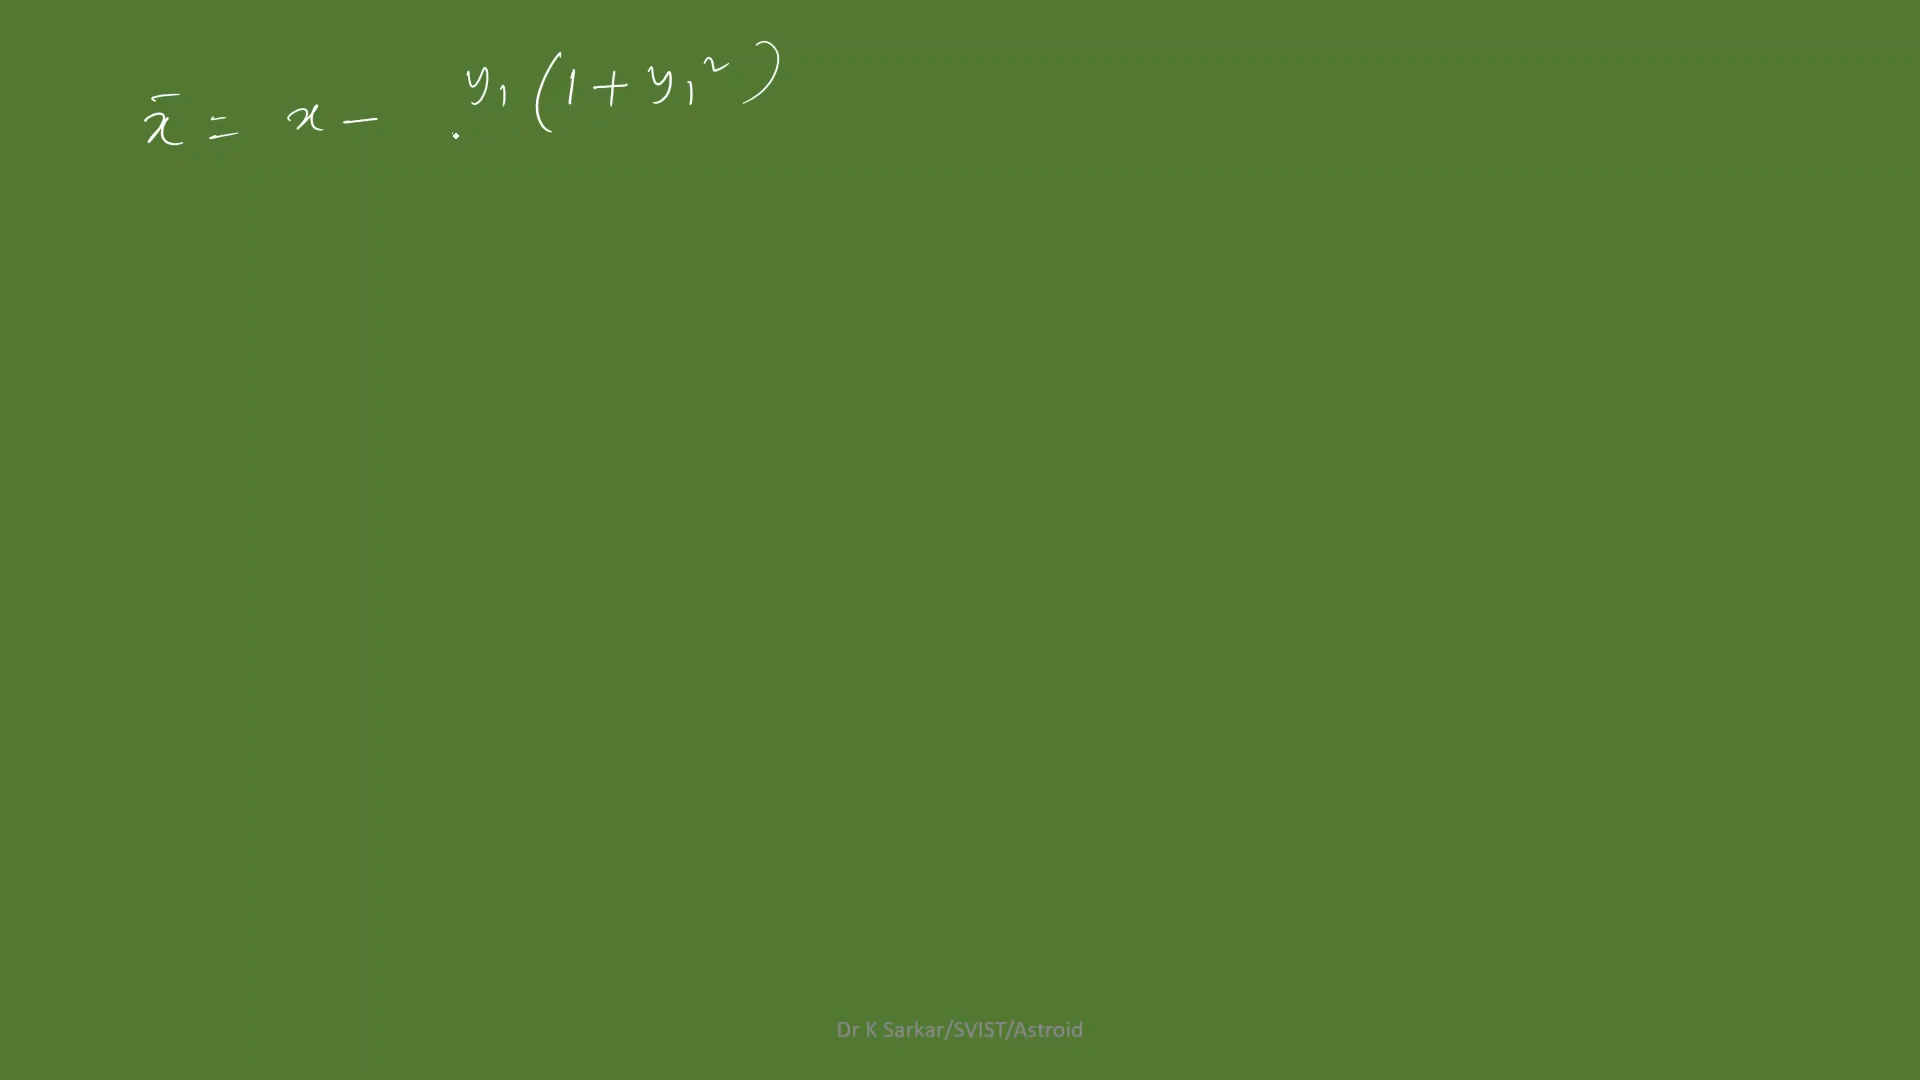 x̄ = x − y₁(1 + y₁²)
Dr K Sarkar/SVIST/Astroid